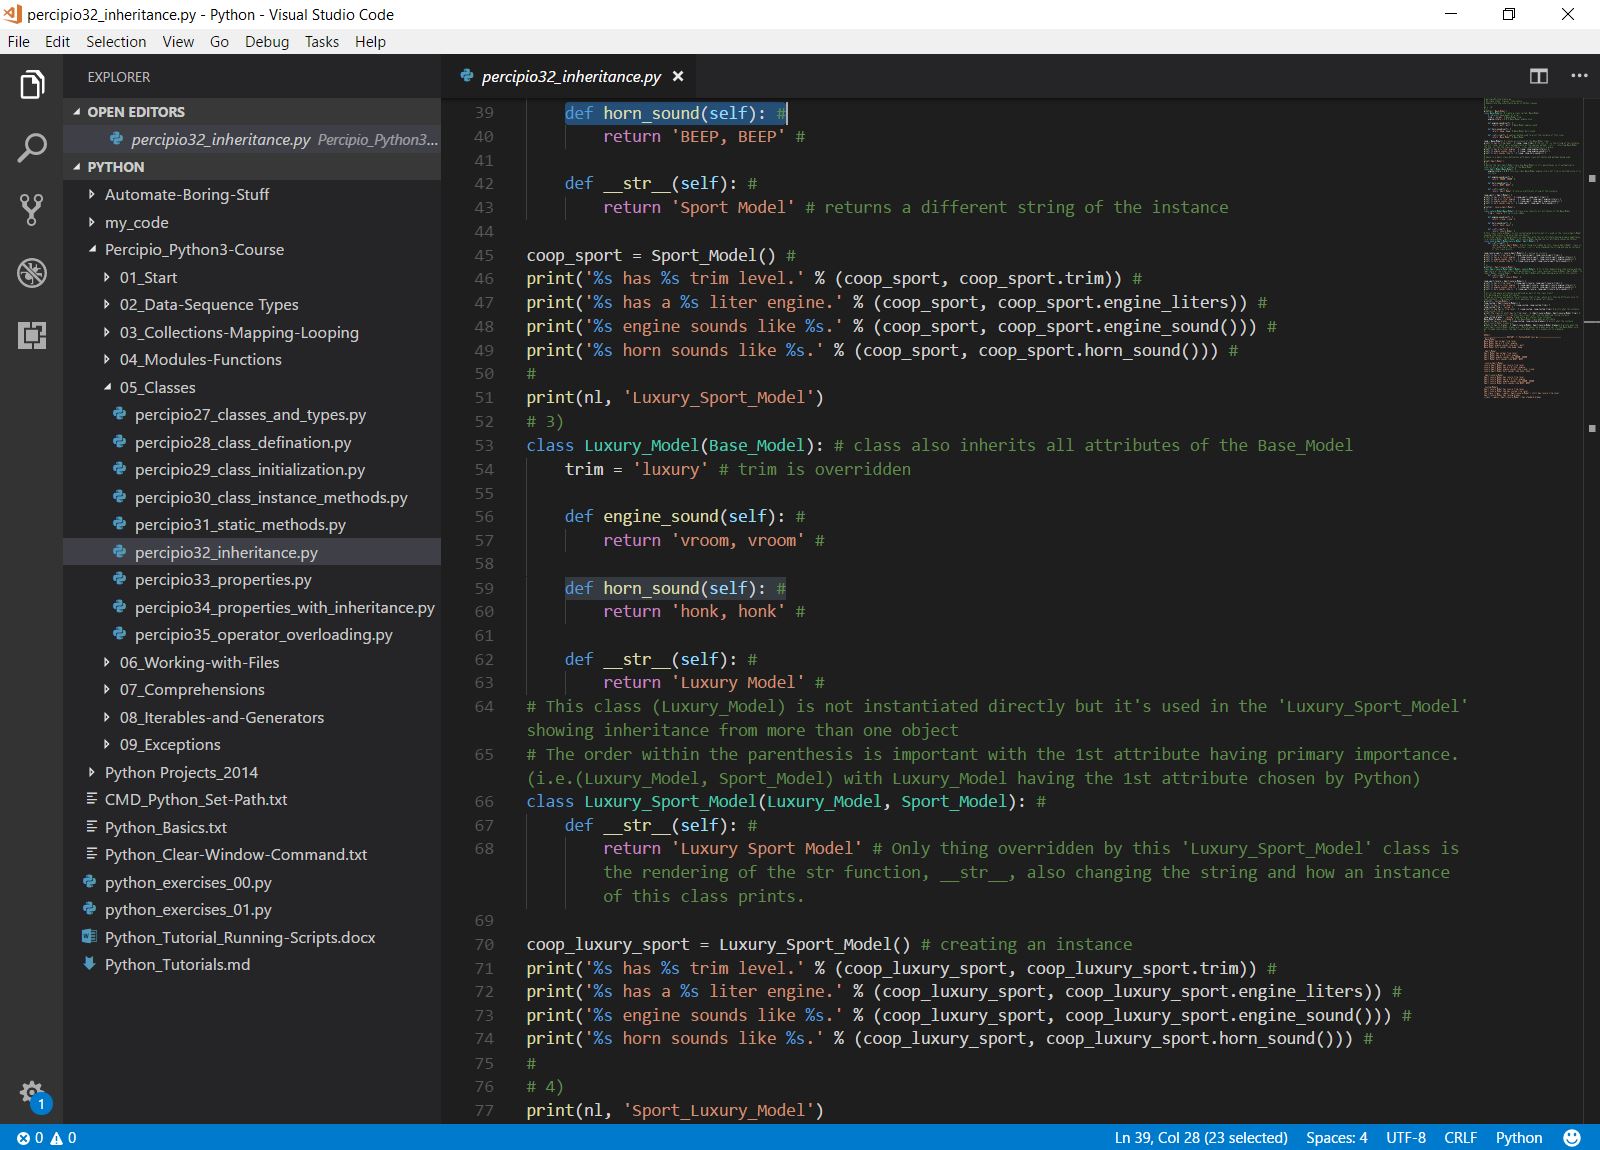 percipio32_inheritance.py - Python - Visual Studio Code
File Edit Selection View Go Debug Tasks Help
EXPLORER
OPEN EDITORS
percipio32_inheritance.py Percipio_Python3...
PYTHON
Automate-Boring-Stuff
my_code
Percipio_Python3-Course
01_Start
02_Data-Sequence Types
03_Collections-Mapping-Looping
04_Modules-Functions
05_Classes
percipio27_classes_and_types.py
percipio28_class_defination.py
percipio29_class_initialization.py
percipio30_class_instance_methods.py
percipio31_static_methods.py
percipio32_inheritance.py
percipio33_properties.py
percipio34_properties_with_inheritance.py
percipio35_operator_overloading.py
06_Working-with-Files
07_Comprehensions
08_Iterables-and-Generators
09_Exceptions
Python Projects_2014
CMD_Python_Set-Path.txt
Python_Basics.txt
Python_Clear-Window-Command.txt
python_exercises_00.py
python_exercises_01.py
Python_Tutorial_Running-Scripts.docx
Python_Tutorials.md
1
percipio32_inheritance.py
39 def horn_sound(self): #
40 return 'BEEP, BEEP' #
41
42 def __str__(self): #
43 return 'Sport Model' # returns a different string of the instance
44
45 coop_sport = Sport_Model() #
46 print('%s has %s trim level.' % (coop_sport, coop_sport.trim)) #
47 print('%s has a %s liter engine.' % (coop_sport, coop_sport.engine_liters)) #
48 print('%s engine sounds like %s.' % (coop_sport, coop_sport.engine_sound())) #
49 print('%s horn sounds like %s.' % (coop_sport, coop_sport.horn_sound())) #
50 #
51 print(nl, 'Luxury_Sport_Model')
52 # 3)
53 class Luxury_Model(Base_Model): # class also inherits all attributes of the Base_Model
54 trim = 'luxury' # trim is overridden
55
56 def engine_sound(self): #
57 return 'vroom, vroom' #
58
59 def horn_sound(self): #
60 return 'honk, honk' #
61
62 def __str__(self): #
63 return 'Luxury Model' #
64 # This class (Luxury_Model) is not instantiated directly but it's used in the 'Luxury_Sport_Model'
showing inheritance from more than one object
65 # The order within the parenthesis is important with the 1st attribute having primary importance.
(i.e.(Luxury_Model, Sport_Model) with Luxury_Model having the 1st attribute chosen by Python)
66 class Luxury_Sport_Model(Luxury_Model, Sport_Model): #
67 def __str__(self): #
68 return 'Luxury Sport Model' # Only thing overridden by this 'Luxury_Sport_Model' class is
the rendering of the str function, __str__, also changing the string and how an instance
of this class prints.
69
70 coop_luxury_sport = Luxury_Sport_Model() # creating an instance
71 print('%s has %s trim level.' % (coop_luxury_sport, coop_luxury_sport.trim)) #
72 print('%s has a %s liter engine.' % (coop_luxury_sport, coop_luxury_sport.engine_liters)) #
73 print('%s engine sounds like %s.' % (coop_luxury_sport, coop_luxury_sport.engine_sound())) #
74 print('%s horn sounds like %s.' % (coop_luxury_sport, coop_luxury_sport.horn_sound())) #
75 #
76 # 4)
77 print(nl, 'Sport_Luxury_Model')
0 0
Ln 39, Col 28 (23 selected) Spaces: 4 UTF-8 CRLF Python